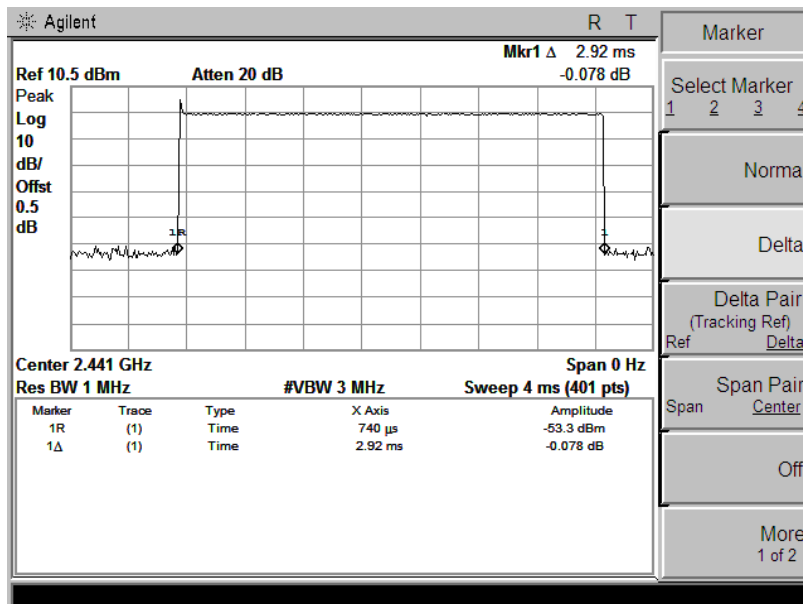 Agilent R T
Mkr1 Δ 2.92 ms
Ref 10.5 dBm Atten 20 dB -0.078 dB
Peak
Log
10
dB/
Offst
0.5
dB
1R 1
Center 2.441 GHz Span 0 Hz
Res BW 1 MHz #VBW 3 MHz Sweep 4 ms (401 pts)
Marker Trace Type X Axis Amplitude
1R (1) Time 740 µs -53.3 dBm
1Δ (1) Time 2.92 ms -0.078 dB
Marker
Select Marker
1 2 3 4
Norma
Delta
Delta Pair
(Tracking Ref)
Ref Delta
Span Pair
Span Center
Off
More
1 of 2